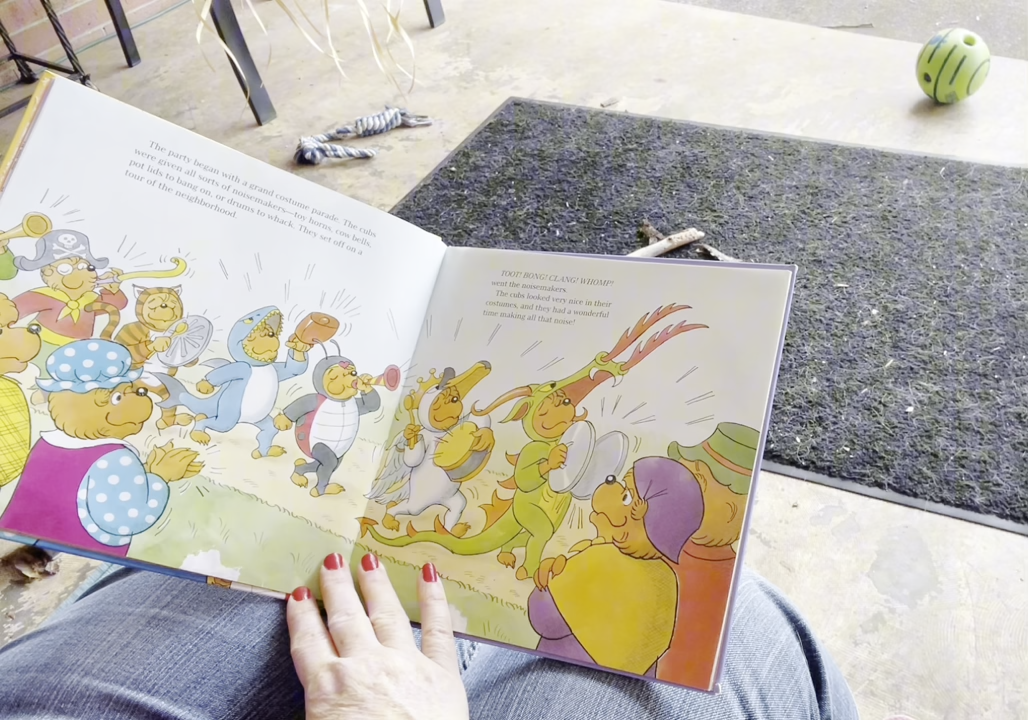 The party began with a grand costume parade. The cubs
were given all sorts of noisemakers—toy horns, cow bells,
pot lids to bang on, or drums to whack. They set off on a
tour of the neighborhood.
TOOT! BONG! CLANG! WHOMP!
went the noisemakers.
The cubs looked very nice in their
costumes, and they had a wonderful
time making all that noise!